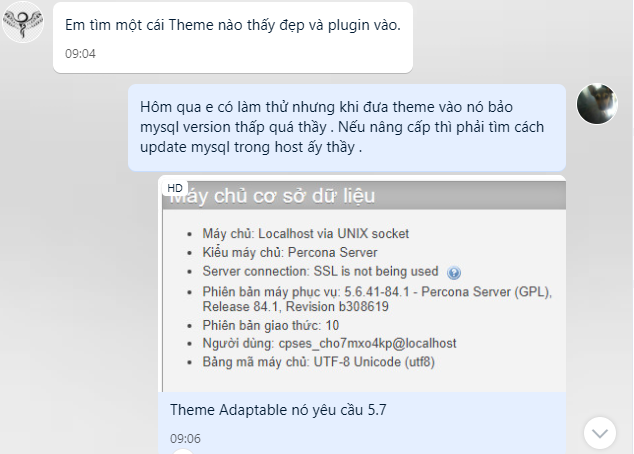 Em tìm một cái Theme nào thấy đẹp và plugin vào.
09:04
Hôm qua e có làm thử nhưng khi đưa theme vào nó bảo
mysql version thấp quá thầy . Nếu nâng cấp thì phải tìm cách
update mysql trong host ấy thầy .
HD
Máy chủ cơ sở dữ liệu
• Máy chủ: Localhost via UNIX socket
• Kiểu máy chủ: Percona Server
• Server connection: SSL is not being used
• Phiên bản máy phục vụ: 5.6.41-84.1 - Percona Server (GPL),
Release 84.1, Revision b308619
• Phiên bản giao thức: 10
• Người dùng: cpses_cho7mxo4kp@localhost
• Bảng mã máy chủ: UTF-8 Unicode (utf8)
Theme Adaptable nó yêu cầu 5.7
09:06